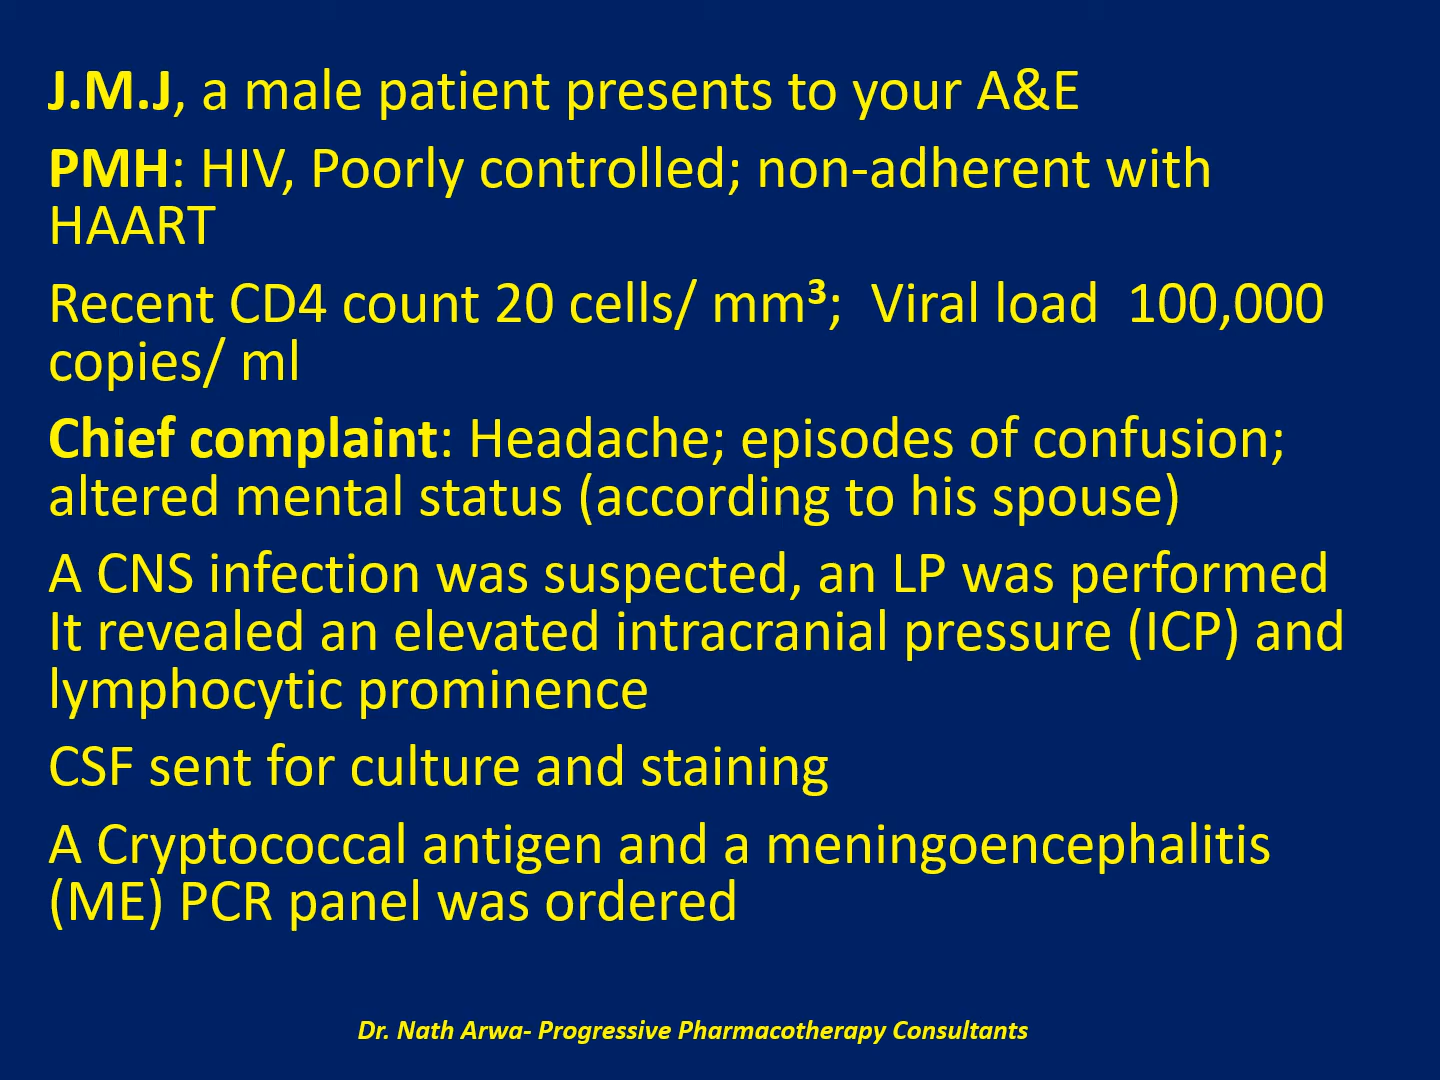 J.M.J, a male patient presents to your A&E
PMH: HIV, Poorly controlled; non-adherent with
HAART
Recent CD4 count 20 cells/ mm³;  Viral load  100,000
copies/ ml
Chief complaint: Headache; episodes of confusion;
altered mental status (according to his spouse)
A CNS infection was suspected, an LP was performed
It revealed an elevated intracranial pressure (ICP) and
lymphocytic prominence
CSF sent for culture and staining
A Cryptococcal antigen and a meningoencephalitis
(ME) PCR panel was ordered
Dr. Nath Arwa- Progressive Pharmacotherapy Consultants